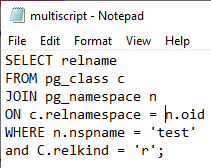 multiscript - Notepad
File Edit Format View Help
SELECT relname
FROM pg_class c
JOIN pg_namespace n
ON c.relnamespace = n.oid
WHERE n.nspname = 'test'
and C.relkind = 'r';